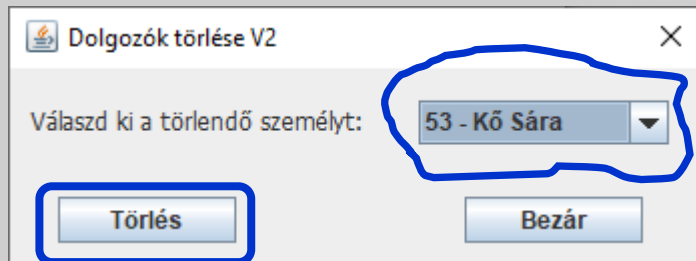 Dolgozók törlése V2
Válaszd ki a törlendő személyt:
53 - Kő Sára
Törlés
Bezár